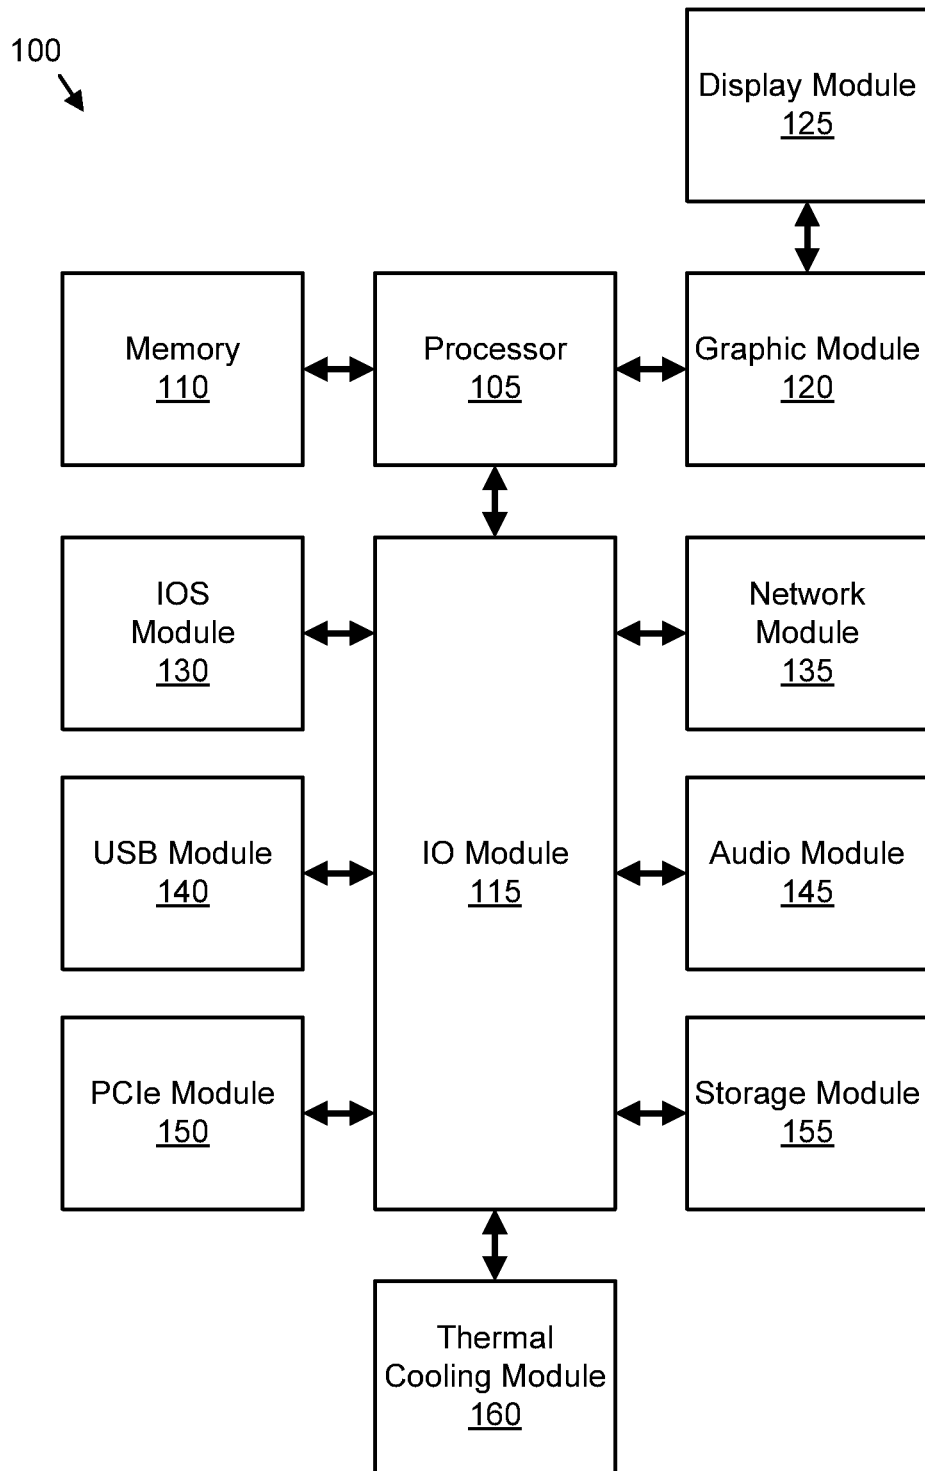 100
Display Module
125
Memory
110
Processor
105
Graphic Module
120
IOS
Module
130
IO Module
115
Network
Module
135
USB Module
140
Audio Module
145
PCIe Module
150
Storage Module
155
Thermal
Cooling Module
160